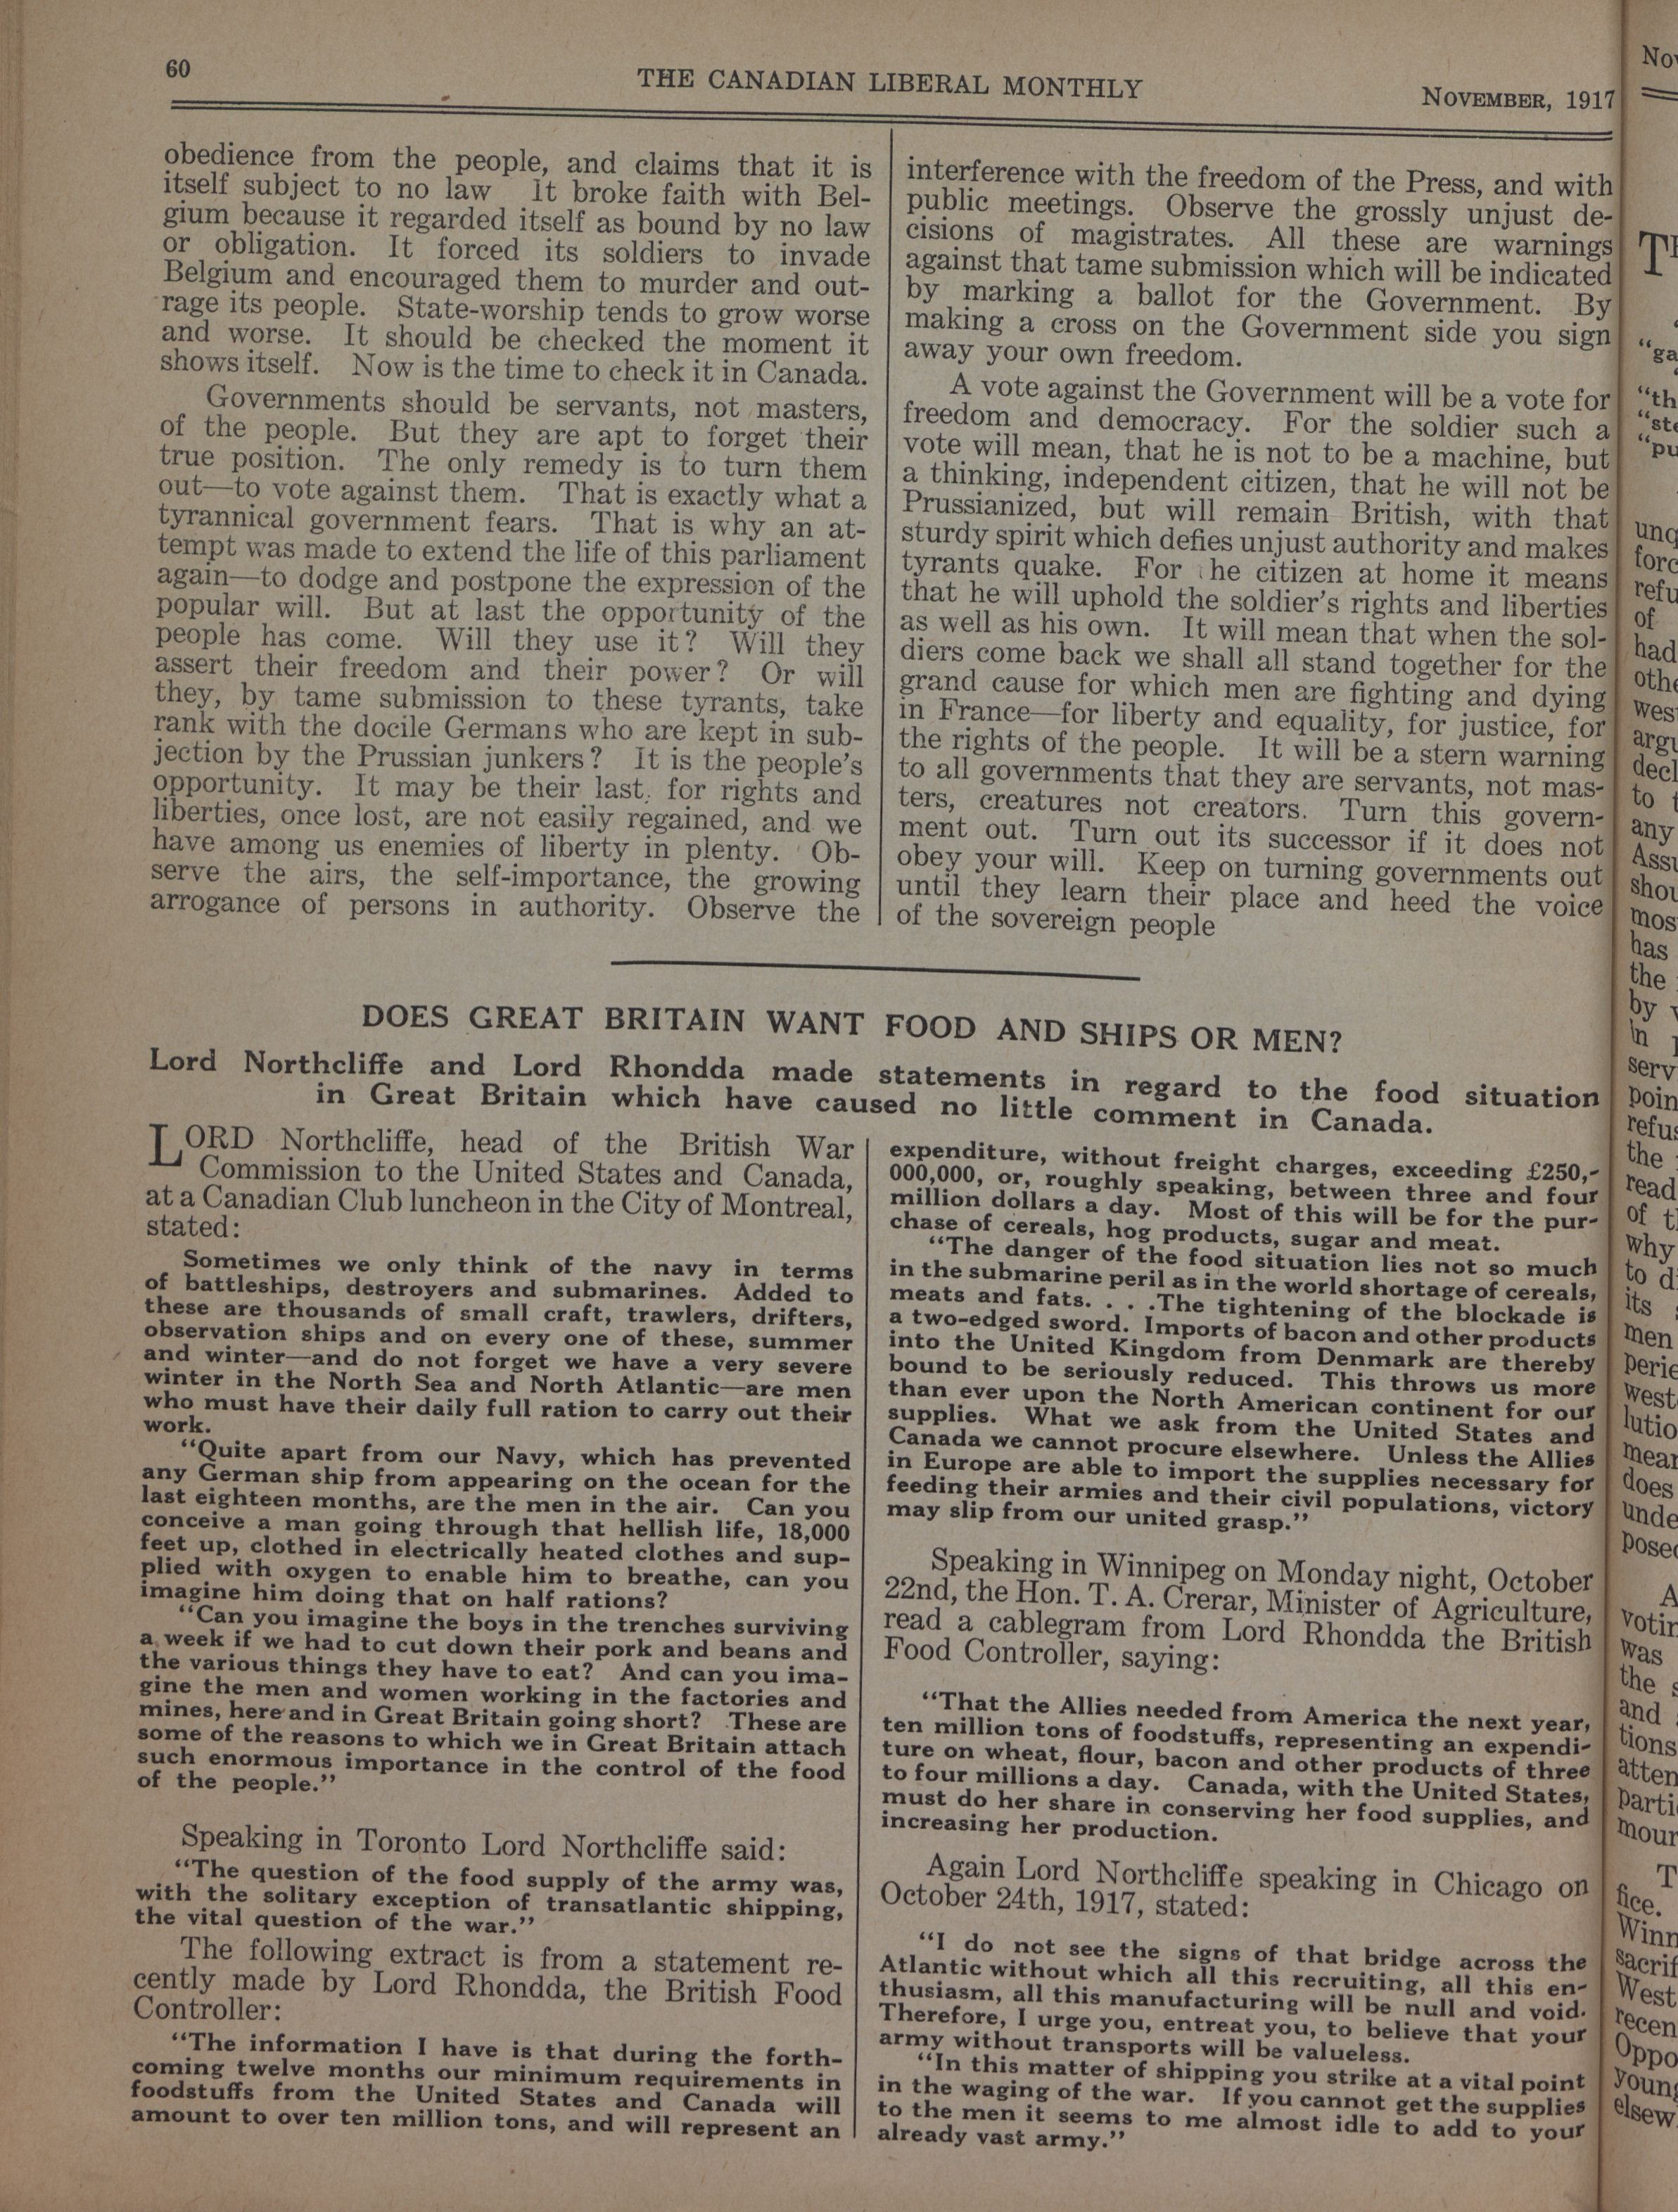 60
THE CANADIAN LIBERAL MONTHLY
NOVEMBER, 1917
obedience from the people, and claims that it is
itself subject to no law It broke faith with Bel-
gium because it regarded itself as bound by no law
or obligation. It forced its soldiers to invade
Belgium and encouraged them to murder and out-
rage its people. State-worship tends to grow worse
and worse. It should be checked the moment it
shows itself. Now is the time to check it in Canada.
Governments should be servants, not masters,
of the people. But they are apt to forget their
true position. The only remedy is to turn them
out—to vote against them. That is exactly what a
tyrannical government fears. That is why an at-
tempt was made to extend the life of this parliament
again—to dodge and postpone the expression of the
popular will. But at last the opportunity of the
people has come. Will they use it? Will they
assert their freedom and their power? Or will
they, by tame submission to these tyrants, take
rank with the docile Germans who are kept in sub-
jection by the Prussian junkers? It is the people's
opportunity. It may be their last, for rights and
liberties, once lost, are not easily regained, and we
have among us enemies of liberty in plenty. Ob-
serve the airs, the self-importance, the growing
arrogance of persons in authority. Observe the
interference with the freedom of the Press, and with
public meetings. Observe the grossly unjust de-
cisions of magistrates. All these are warnings
against that tame submission which will be indicated
by marking a ballot for the Government. By
making a cross on the Government side you sign
away your own freedom.
A vote against the Government will be a vote for
freedom and democracy. For the soldier such a
vote will mean, that he is not to be a machine, but
a thinking, independent citizen, that he will not be
Prussianized, but will remain British, with that
sturdy spirit which defies unjust authority and makes
tyrants quake. For the citizen at home it means
that he will uphold the soldier's rights and liberties
as well as his own. It will mean that when the sol-
diers come back we shall all stand together for the
grand cause for which men are fighting and dying
in France—for liberty and equality, for justice, for
the rights of the people. It will be a stern warning
to all governments that they are servants, not mas-
ters, creatures not creators. Turn this govern-
ment out. Turn out its successor if it does not
obey your will. Keep on turning governments out
until they learn their place and heed the voice
of the sovereign people
DOES GREAT BRITAIN WANT FOOD AND SHIPS OR MEN?
Lord Northcliffe and Lord Rhondda made statements in regard to the food situation
in Great Britain which have caused no little comment in Canada.
LORD Northcliffe, head of the British War
Commission to the United States and Canada,
at a Canadian Club luncheon in the City of Montreal,
stated:
Sometimes we only think of the navy in terms
of battleships, destroyers and submarines. Added to
these are thousands of small craft, trawlers, drifters,
observation ships and on every one of these, summer
and winter—and do not forget we have a very severe
winter in the North Sea and North Atlantic—are men
who must have their daily full ration to carry out their
work.
"Quite apart from our Navy, which has prevented
any German ship from appearing on the ocean for the
last eighteen months, are the men in the air. Can you
conceive a man going through that hellish life, 18,000
feet up, clothed in electrically heated clothes and sup-
plied with oxygen to enable him to breathe, can you
imagine him doing that on half rations?
"Can you imagine the boys in the trenches surviving
a week if we had to cut down their pork and beans and
the various things they have to eat? And can you ima-
gine the men and women working in the factories and
mines, here and in Great Britain going short? These are
some of the reasons to which we in Great Britain attach
such enormous importance in the control of the food
of the people."
Speaking in Toronto Lord Northcliffe said:
"The question of the food supply of the army was,
with the solitary exception of transatlantic shipping,
the vital question of the war."
The following extract is from a statement re-
cently made by Lord Rhondda, the British Food
Controller:
"The information I have is that during the forth-
coming twelve months our minimum requirements in
foodstuffs from the United States and Canada will
amount to over ten million tons, and will represent an
expenditure, without freight charges, exceeding £250,-
000,000, or, roughly speaking, between three and four
million dollars a day. Most of this will be for the pur-
chase of cereals, hog products, sugar and meat.
"The danger of the food situation lies not so much
in the submarine peril as in the world shortage of cereals,
meats and fats. . . .The tightening of the blockade is
a two-edged sword. Imports of bacon and other products
into the United Kingdom from Denmark are thereby
bound to be seriously reduced. This throws us more
than ever upon the North American continent for our
supplies. What we ask from the United States and
Canada we cannot procure elsewhere. Unless the Allies
in Europe are able to import the supplies necessary for
feeding their armies and their civil populations, victory
may slip from our united grasp."
Speaking in Winnipeg on Monday night, October
22nd, the Hon. T. A. Crerar, Minister of Agriculture,
read a cablegram from Lord Rhondda the British
Food Controller, saying:
"That the Allies needed from America the next year,
ten million tons of foodstuffs, representing an expendi-
ture on wheat, flour, bacon and other products of three
to four millions a day. Canada, with the United States,
must do her share in conserving her food supplies, and
increasing her production.
Again Lord Northcliffe speaking in Chicago on
October 24th, 1917, stated:
"I do not see the signs of that bridge across the
Atlantic without which all this recruiting, all this en-
thusiasm, all this manufacturing will be null and void.
Therefore, I urge you, entreat you, to believe that your
army without transports will be valueless.
"In this matter of shipping you strike at a vital point
in the waging of the war. If you cannot get the supplies
to the men it seems to me almost idle to add to your
already vast army."